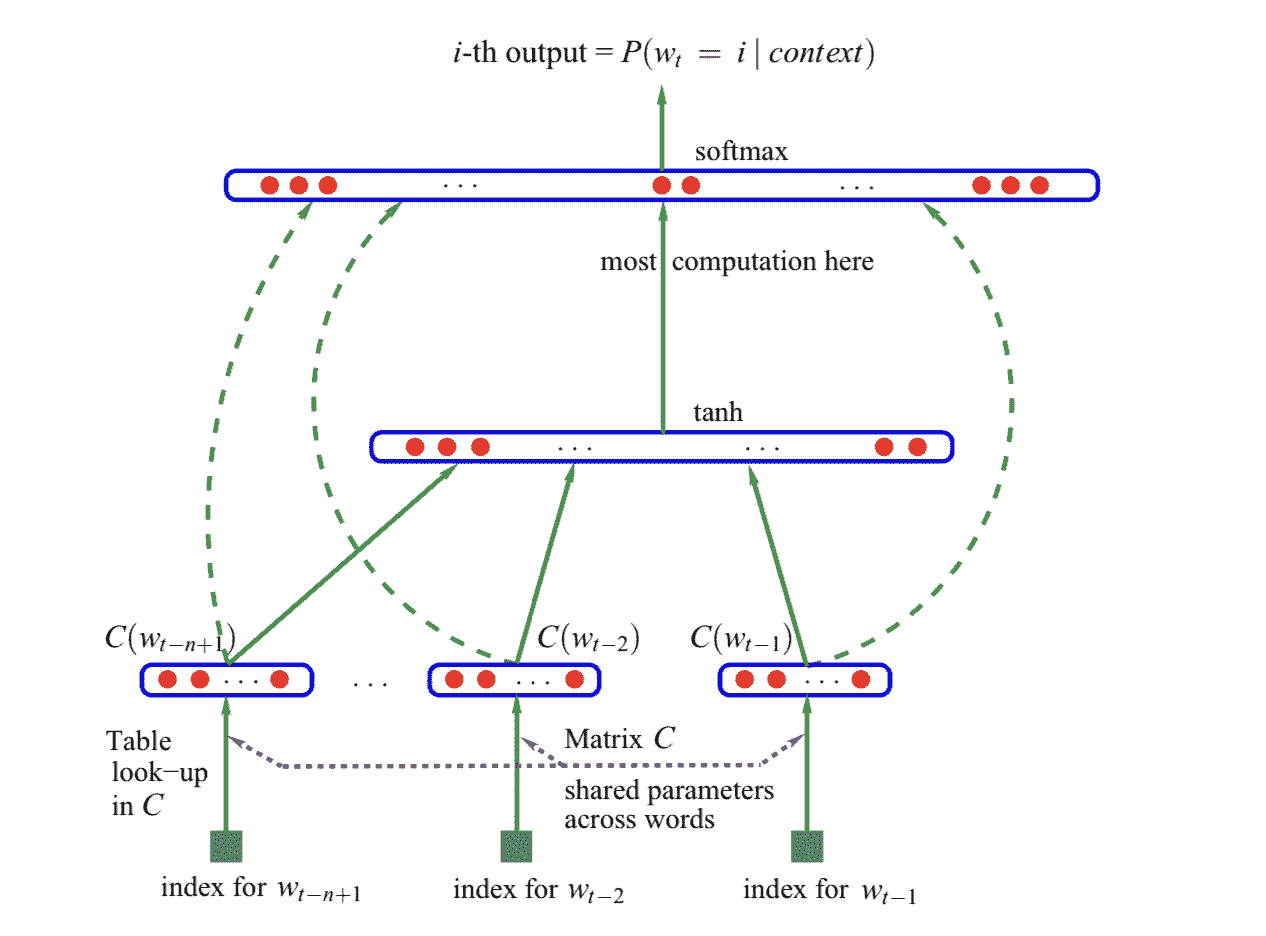 i-th output = P(w_t = i | context)
softmax
. . .
. . .
most computation here
tanh
. . .
. . .
C(w_{t−n+1})
C(w_{t−2})
C(w_{t−1})
. . .
. . .
. . .
. . .
Table
look−up
in C
Matrix C
shared parameters
across words
index for w_{t−n+1}
index for w_{t−2}
index for w_{t−1}